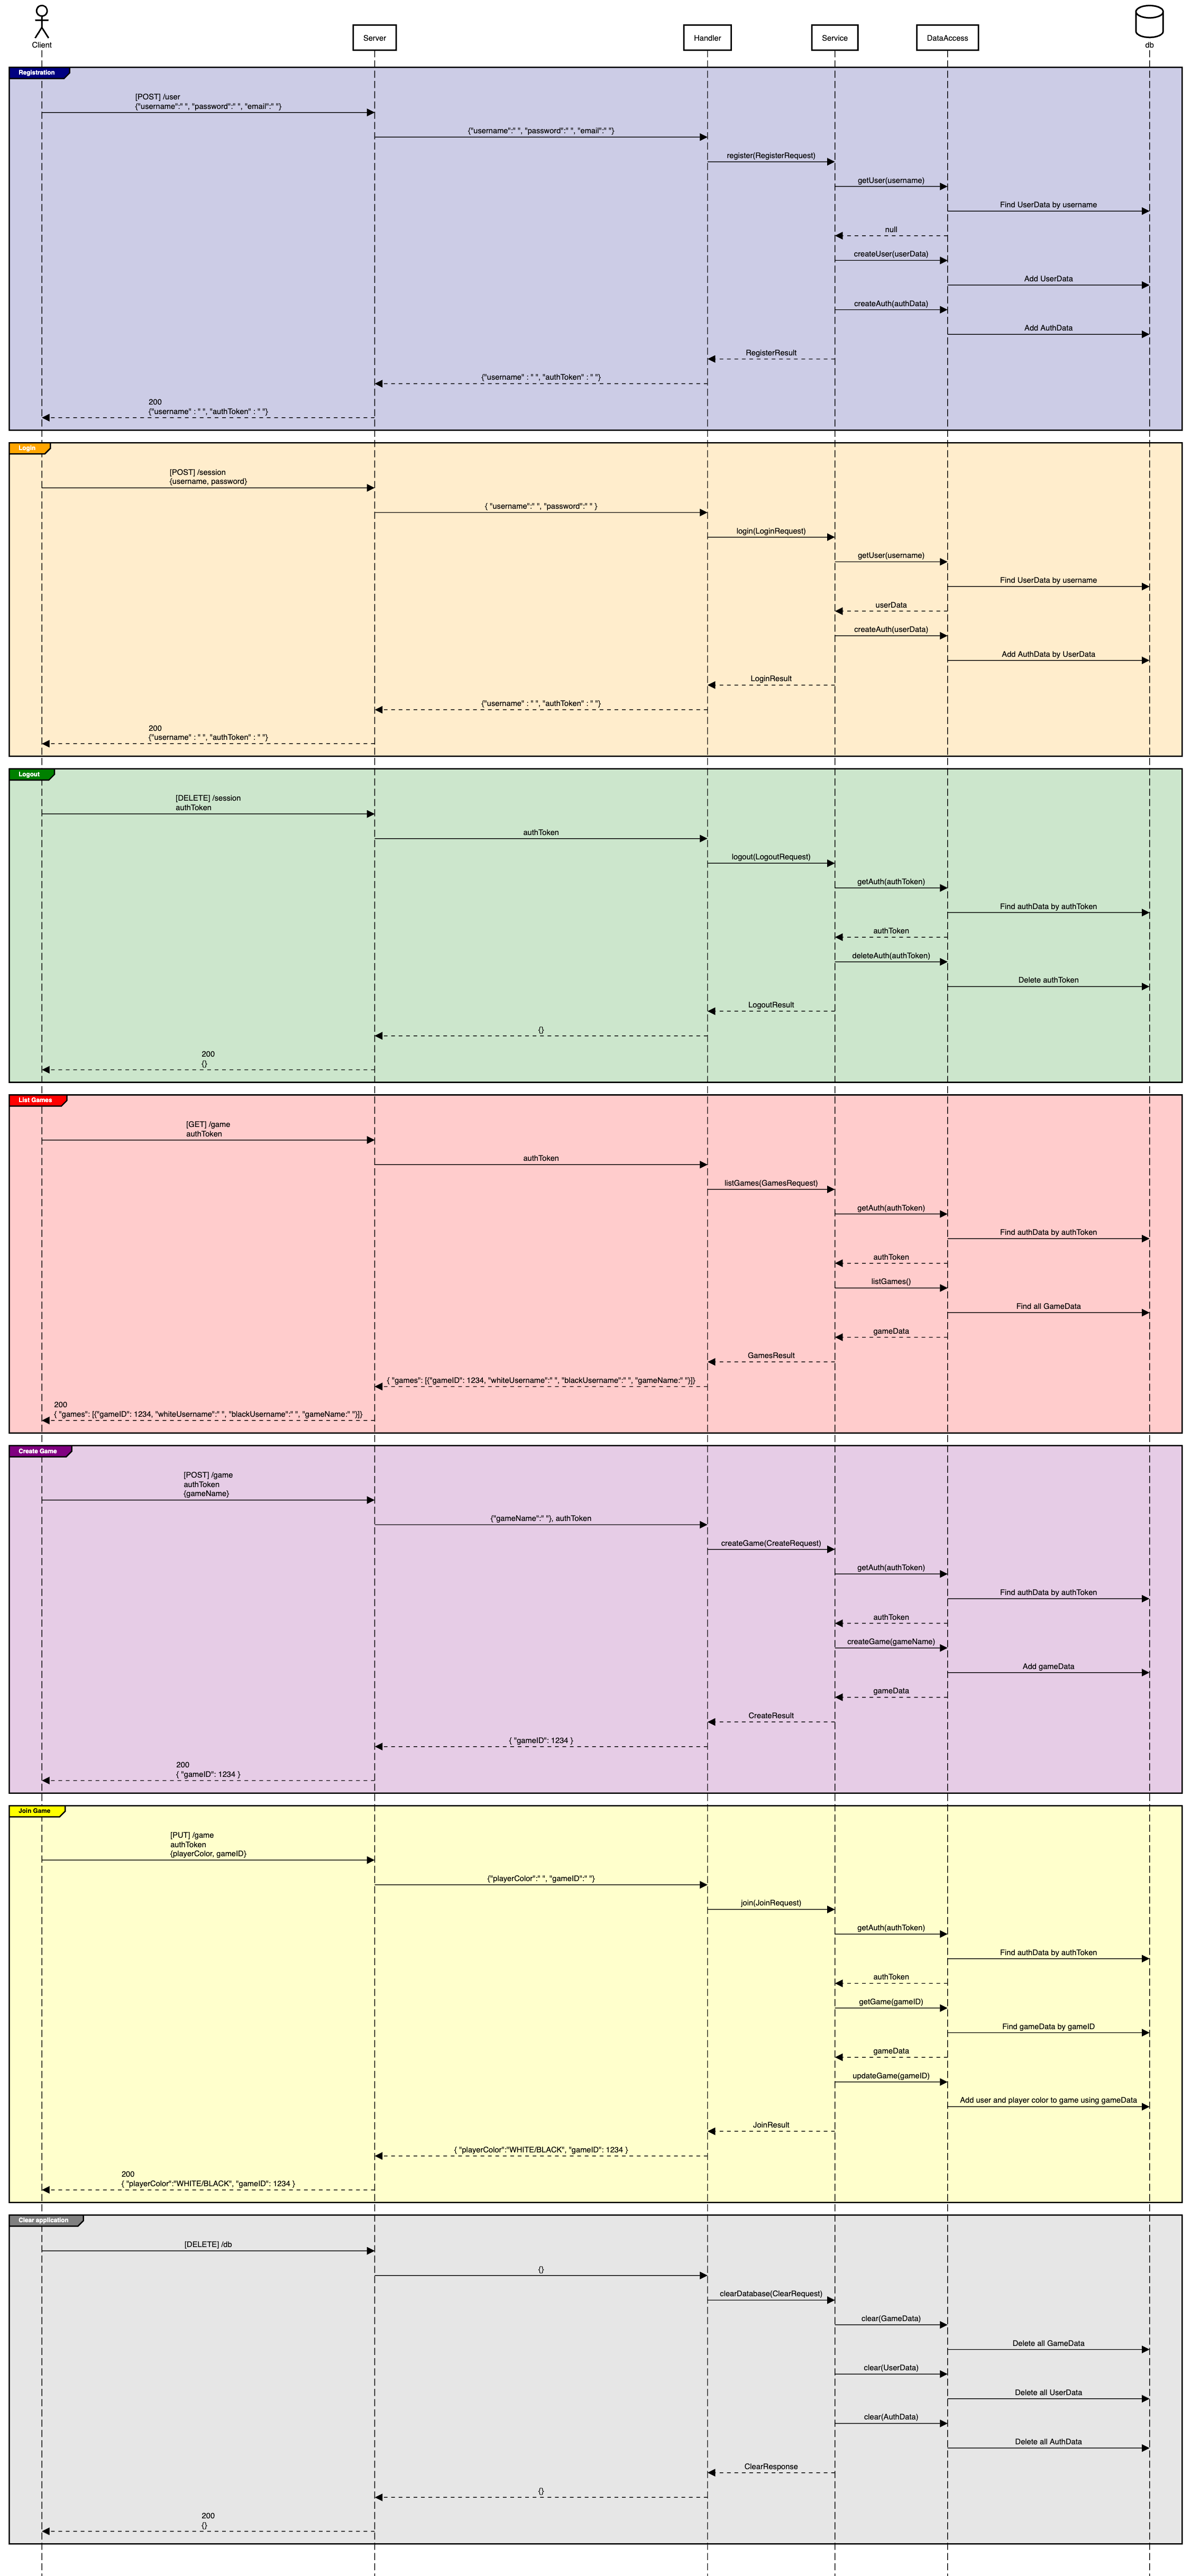 Client
Server
Handler
Service
DataAccess
db
Registration
[POST] /user
{"username":" ", "password":" ", "email":" "}
{"username":" ", "password":" ", "email":" "}
register(RegisterRequest)
getUser(username)
Find UserData by username
null
createUser(userData)
Add UserData
createAuth(authData)
Add AuthData
RegisterResult
{"username" : " ", "authToken" : " "}
200
{"username" : " ", "authToken" : " "}
Login
[POST] /session
{username, password}
{ "username":" ", "password":" " }
login(LoginRequest)
getUser(username)
Find UserData by username
userData
createAuth(userData)
Add AuthData by UserData
LoginResult
{"username" : " ", "authToken" : " "}
200
{"username" : " ", "authToken" : " "}
Logout
[DELETE] /session
authToken
authToken
logout(LogoutRequest)
getAuth(authToken)
Find authData by authToken
authToken
deleteAuth(authToken)
Delete authToken
LogoutResult
{}
200
{}
List Games
[GET] /game
authToken
authToken
listGames(GamesRequest)
getAuth(authToken)
Find authData by authToken
authToken
listGames()
Find all GameData
gameData
GamesResult
{ "games": [{"gameID": 1234, "whiteUsername":" ", "blackUsername":" ", "gameName:" "}]}
200
{ "games": [{"gameID": 1234, "whiteUsername":" ", "blackUsername":" ", "gameName:" "}]}
Create Game
[POST] /game
authToken
{gameName}
{"gameName":" "}, authToken
createGame(CreateRequest)
getAuth(authToken)
Find authData by authToken
authToken
createGame(gameName)
Add gameData
gameData
CreateResult
{ "gameID": 1234 }
200
{ "gameID": 1234 }
Join Game
[PUT] /game
authToken
{playerColor, gameID}
{"playerColor":" ", "gameID":" "}
join(JoinRequest)
getAuth(authToken)
Find authData by authToken
authToken
getGame(gameID)
Find gameData by gameID
gameData
updateGame(gameID)
Add user and player color to game using gameData
JoinResult
{ "playerColor":"WHITE/BLACK", "gameID": 1234 }
200
{ "playerColor":"WHITE/BLACK", "gameID": 1234 }
Clear application
[DELETE] /db
{}
clearDatabase(ClearRequest)
clear(GameData)
Delete all GameData
clear(UserData)
Delete all UserData
clear(AuthData)
Delete all AuthData
ClearResponse
{}
200
{}